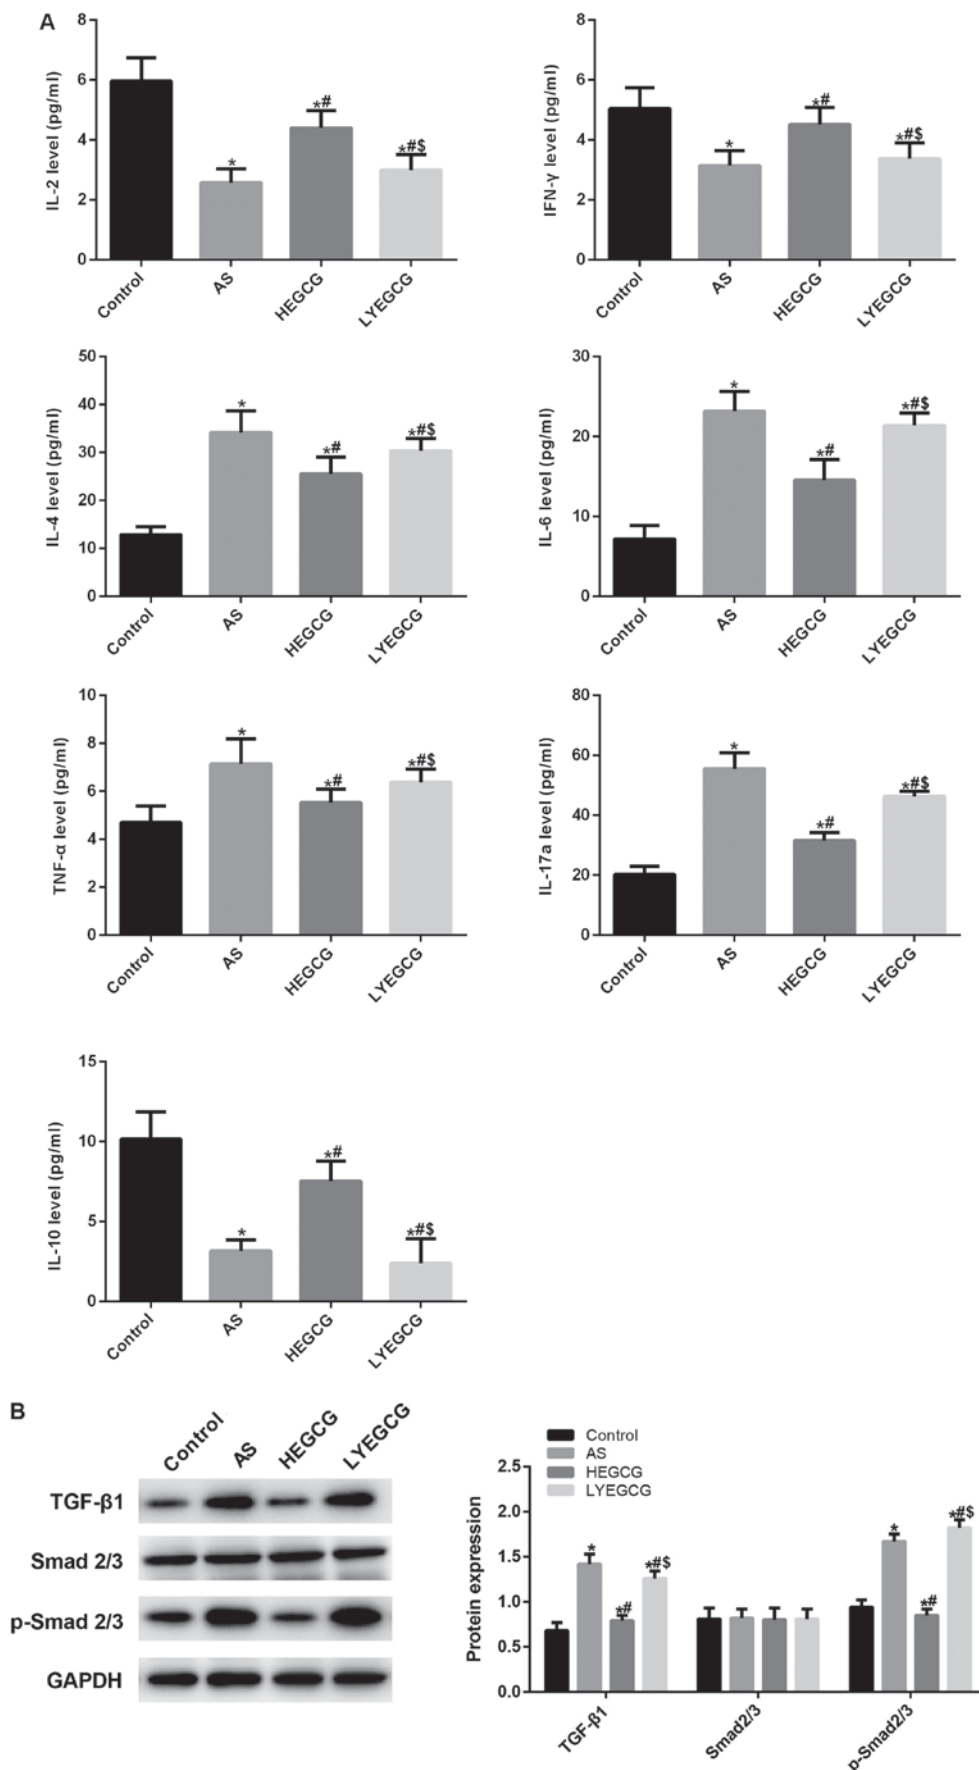 A
IL-2 level (pg/ml)
8
6
4
2
0
*
*#
*#$
Control
AS
HEGCG
LYEGCG
IFN-γ level (pg/ml)
8
6
4
2
0
*
*#
*#$
Control
AS
HEGCG
LYEGCG
IL-4 level (pg/ml)
50
40
30
20
10
0
*
*#
*#$
Control
AS
HEGCG
LYEGCG
IL-6 level (pg/ml)
30
20
10
0
*
*#
*#$
Control
AS
HEGCG
LYEGCG
TNF-α level (pg/ml)
10
8
6
4
2
0
*
*#
*#$
Control
AS
HEGCG
LYEGCG
IL-17a level (pg/ml)
80
60
40
20
0
*
*#
*#$
Control
AS
HEGCG
LYEGCG
IL-10 level (pg/ml)
15
10
5
0
*
*#
*#$
Control
AS
HEGCG
LYEGCG
B
Control
AS
HEGCG
LYEGCG
TGF-β1
Smad 2/3
p-Smad 2/3
GAPDH
Control
AS
HEGCG
LYEGCG
Protein expression
2.5
2.0
1.5
1.0
0.5
0.0
*
*#
*#$
*
*#
*#$
TGF-β1
Smad2/3
p-Smad2/3